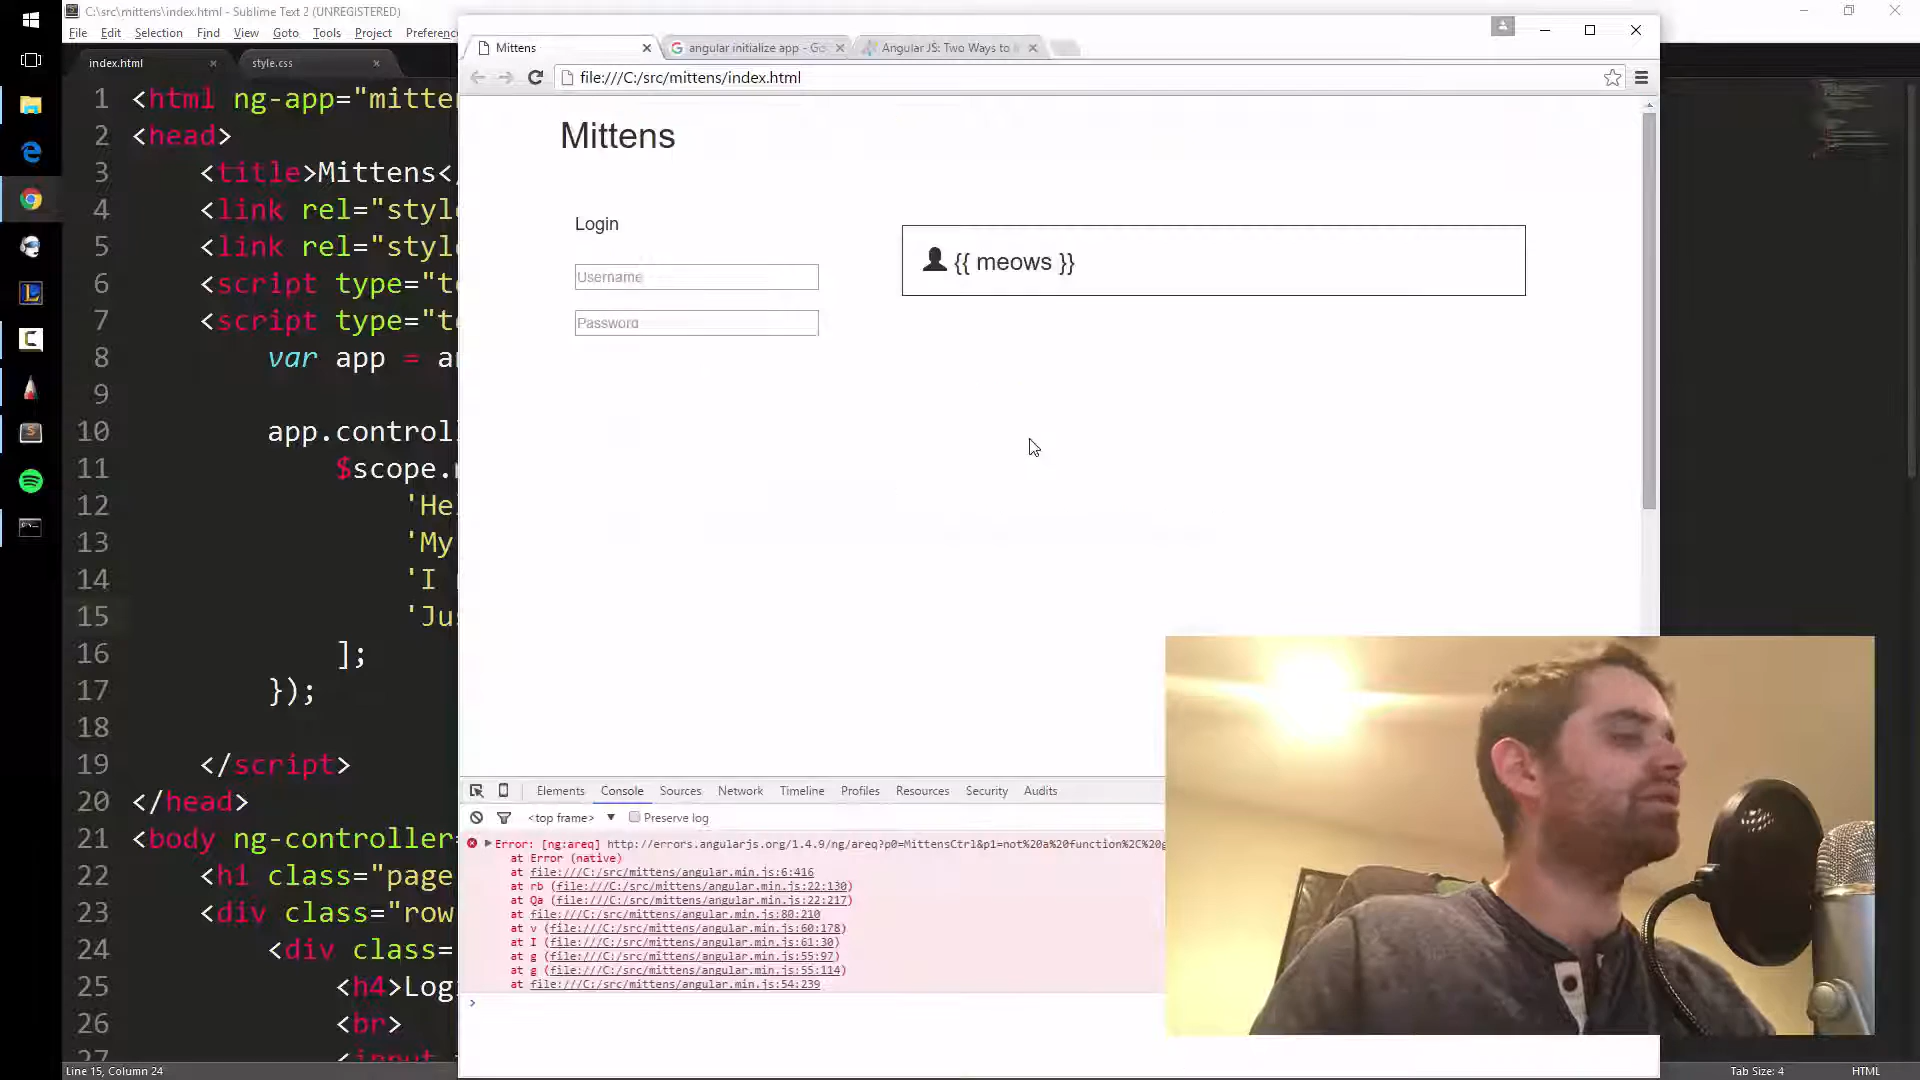 C:\src\mittens\index.html - Sublime Text 2 (UNREGISTERED)
File Edit Selection Find View Goto Tools Project Preferenc
index.html
style.css
1 <html ng-app="mitte
2 <head>
3 <title>Mittens<
4 <link rel="styl
5 <link rel="styl
6 <script type="t
7 <script type="t
8 var app = a
9
10 app.control
11 $scope.
12 'He
13 'My
14 'I
15 'Jus
16 ];
17 });
18
19 </script>
20 </head>
21 <body ng-controller
22 <h1 class="page
23 <div class="row
24 <div class=
25 <h4>Log
26 <br>
27 <input
Line 15, Column 24
Tab Size: 4
HTML
Mittens
angular initialize app - Go
Angular JS: Two Ways to
file:///C:/src/mittens/index.html
Mittens
Login
Username
Password
{{ meows }}
Elements Console Sources Network Timeline Profiles Resources Security Audits
<top frame> Preserve log
Error: [ng:areq] http://errors.angularjs.org/1.4.9/ng/areq?p0=MittensCtrl&p1=not%20a%20function%2C%20
at Error (native)
at file:///C:/src/mittens/angular.min.js:6:416
at rb (file:///C:/src/mittens/angular.min.js:22:130)
at Qa (file:///C:/src/mittens/angular.min.js:22:217)
at file:///C:/src/mittens/angular.min.js:80:210
at v (file:///C:/src/mittens/angular.min.js:60:178)
at I (file:///C:/src/mittens/angular.min.js:61:30)
at g (file:///C:/src/mittens/angular.min.js:55:97)
at g (file:///C:/src/mittens/angular.min.js:55:114)
at file:///C:/src/mittens/angular.min.js:54:239